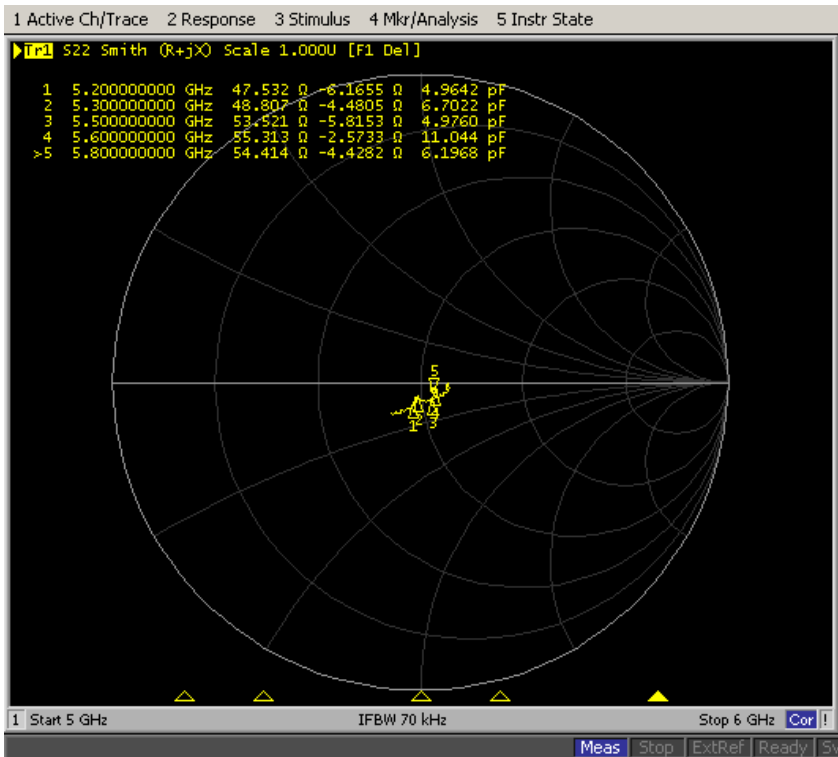 1 Active Ch/Trace 2 Response 3 Stimulus 4 Mkr/Analysis 5 Instr State
Tr1 S22 Smith (R+jX) Scale 1.000U [F1 Del]
1 5.200000000 GHz 47.532 Ω -6.1655 Ω 4.9642 pF
2 5.300000000 GHz 48.807 Ω -4.4805 Ω 6.7022 pF
3 5.500000000 GHz 53.521 Ω -5.8153 Ω 4.9760 pF
4 5.600000000 GHz 55.313 Ω -2.5733 Ω 11.044 pF
>5 5.800000000 GHz 54.414 Ω -4.4282 Ω 6.1968 pF
5
4
1 2 3
1 Start 5 GHz IFBW 70 kHz Stop 6 GHz Cor !
Meas Stop ExtRef Ready Sv